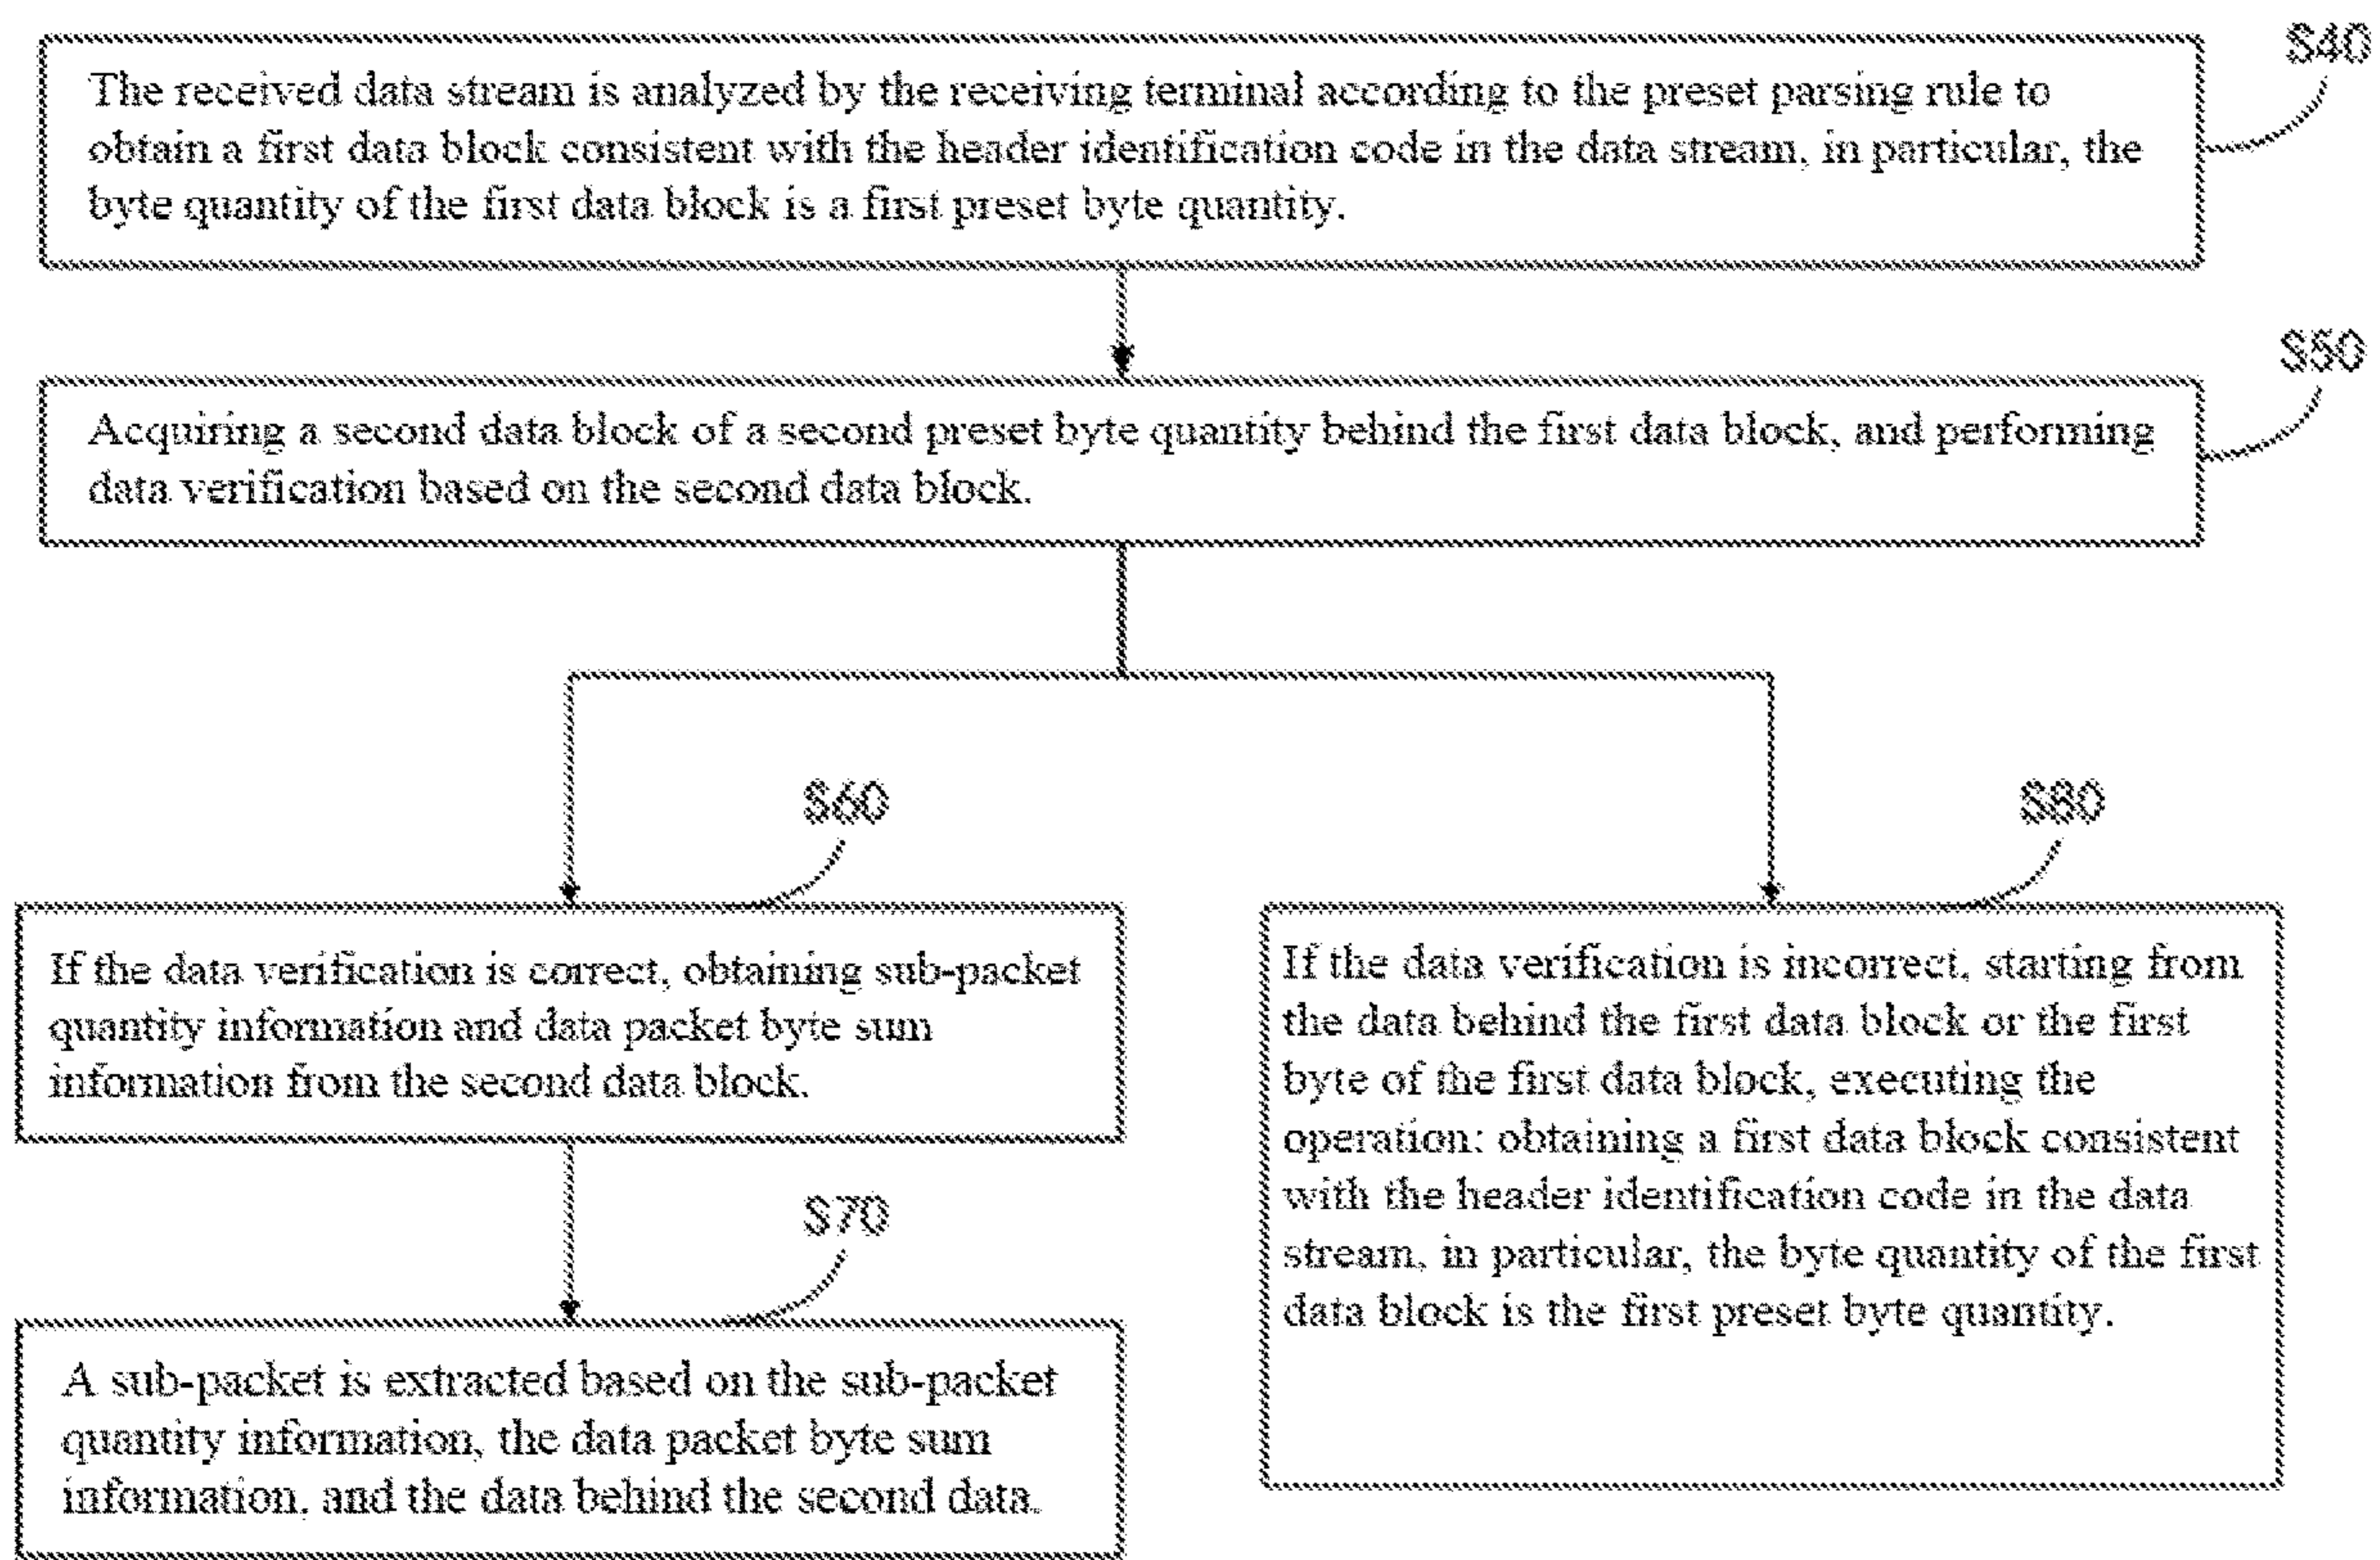 S40
The received data stream is analyzed by the receiving terminal according to the preset parsing rule to
obtain a first data block consistent with the header identification code in the data stream, in particular, the
byte quantity of the first data block is a first preset byte quantity.
S50
Acquiring a second data block of a second preset byte quantity behind the first data block, and performing
data verification based on the second data block.
S60
If the data verification is correct, obtaining sub-packet
quantity information and data packet byte sum
information from the second data block.
S70
A sub-packet is extracted based on the sub-packet
quantity information, the data packet byte sum
information, and the data behind the second data.
S80
If the data verification is incorrect, starting from
the data behind the first data block or the first
byte of the first data block, executing the
operation: obtaining a first data block consistent
with the header identification code in the data
stream, in particular, the byte quantity of the first
data block is the first preset byte quantity.